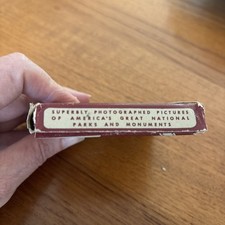 SUPERBLY PHOTOGRAPHED PICTURES
OF AMERICA'S GREAT NATIONAL
PARKS AND MONUMENTS